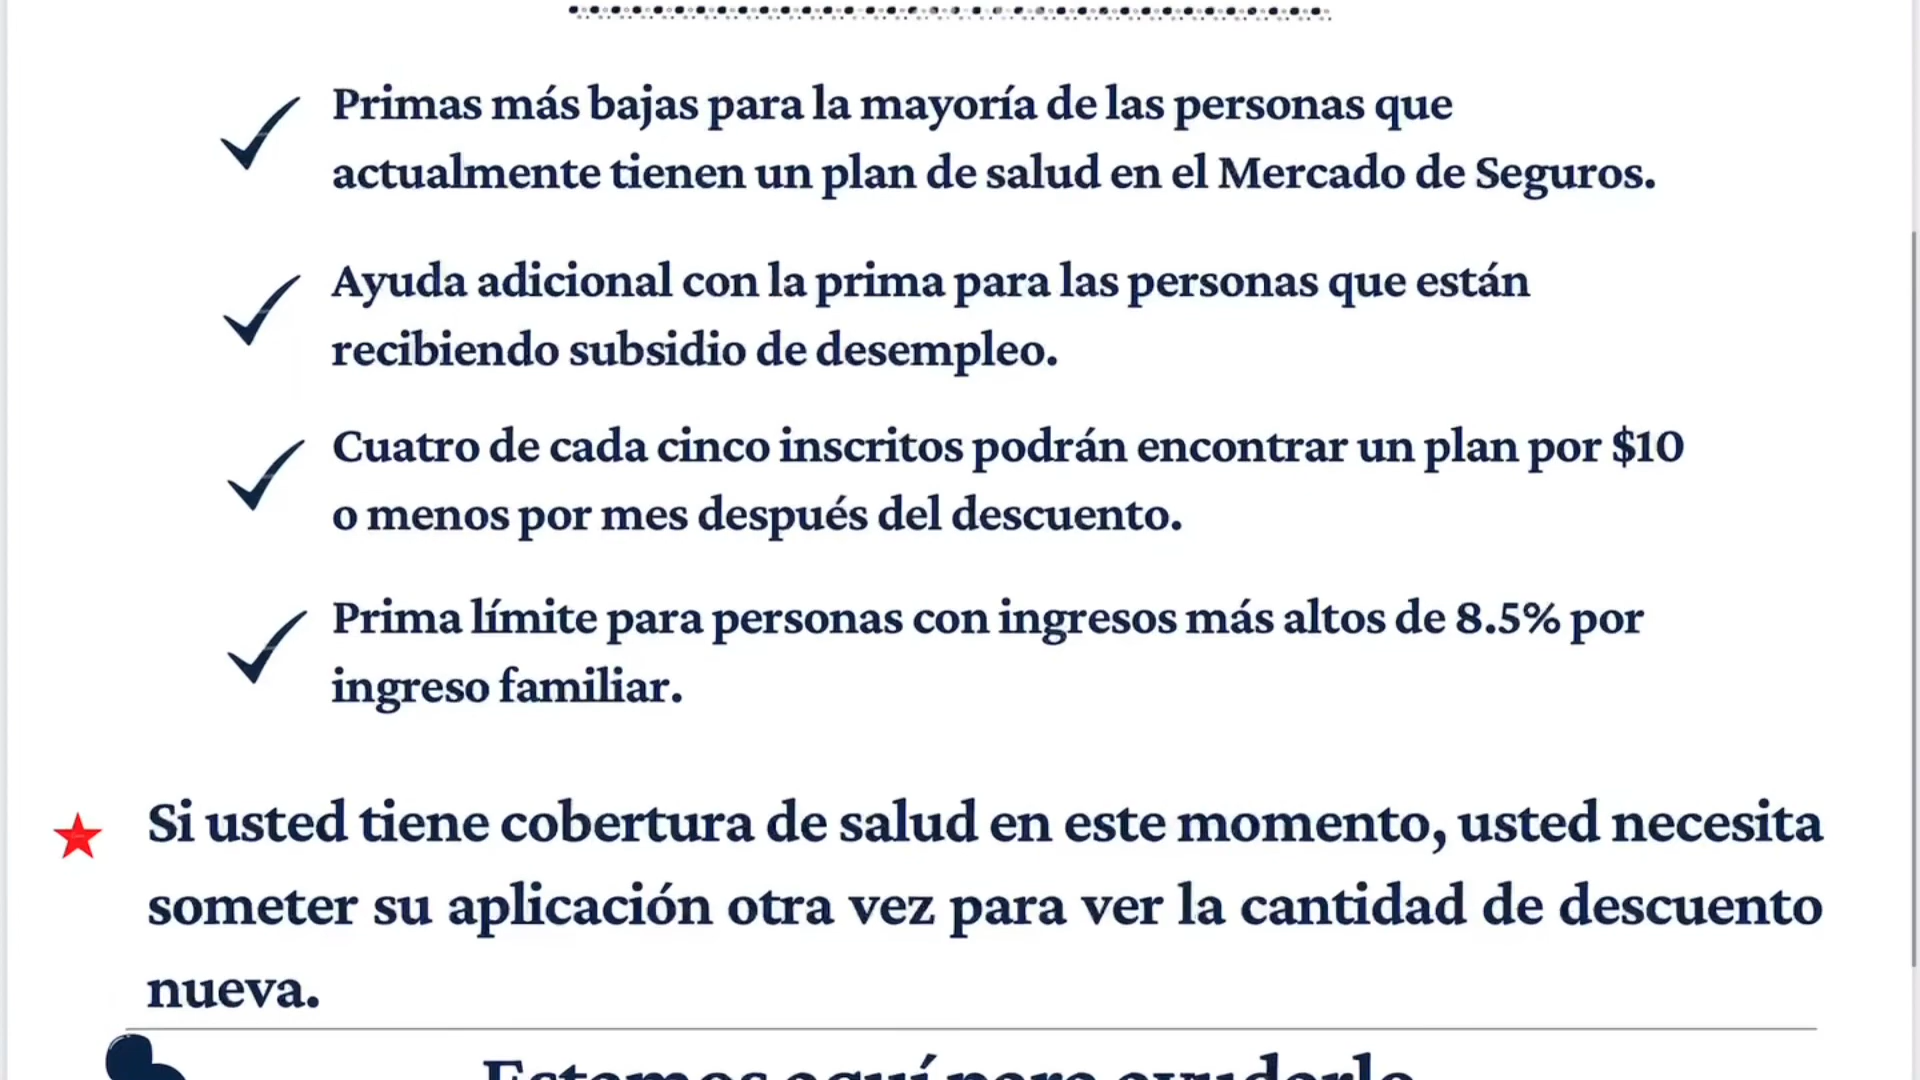 Primas más bajas para la mayoría de las personas que
actualmente tienen un plan de salud en el Mercado de Seguros.
Ayuda adicional con la prima para las personas que están
recibiendo subsidio de desempleo.
Cuatro de cada cinco inscritos podrán encontrar un plan por $10
o menos por mes después del descuento.
Prima límite para personas con ingresos más altos de 8.5% por
ingreso familiar.
Si usted tiene cobertura de salud en este momento, usted necesita
someter su aplicación otra vez para ver la cantidad de descuento
nueva.
Estamos aquí para ayudarlo